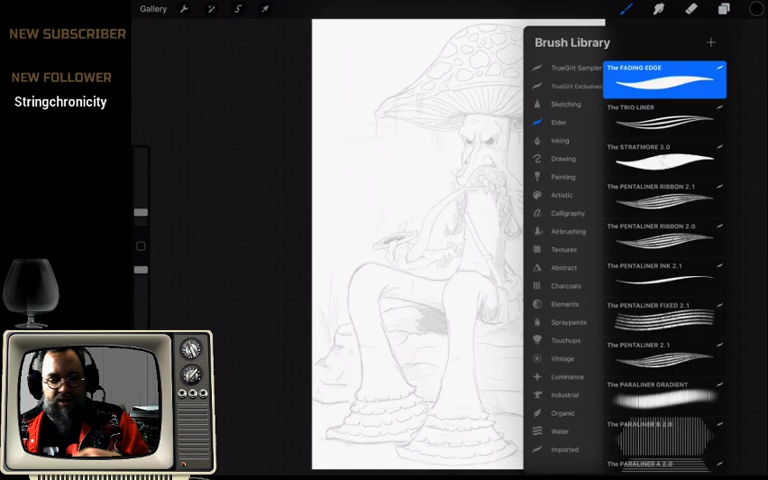 Gallery
NEW SUBSCRIBER
NEW FOLLOWER
Stringchronicity
Brush Library
TrueGrit Sampler
TrueGrit Exclusives
Sketching
Elder
Inking
Drawing
Painting
Artistic
Calligraphy
Airbrushing
Textures
Abstract
Charcoals
Elements
Spraypaints
Touchups
Vintage
Luminance
Industrial
Organic
Water
Imported
The FADING EDGE
The TRIO LINER
The STRATMORE 3.0
The PENTALINER RIBBON 2.1
The PENTALINER RIBBON 2.0
The PENTALINER INK 2.1
The PENTALINER FIXED 2.1
The PENTALINER 2.1
The PARALINER GRADIENT
The PARALINER B 2.0
The PARALINER A 2.0